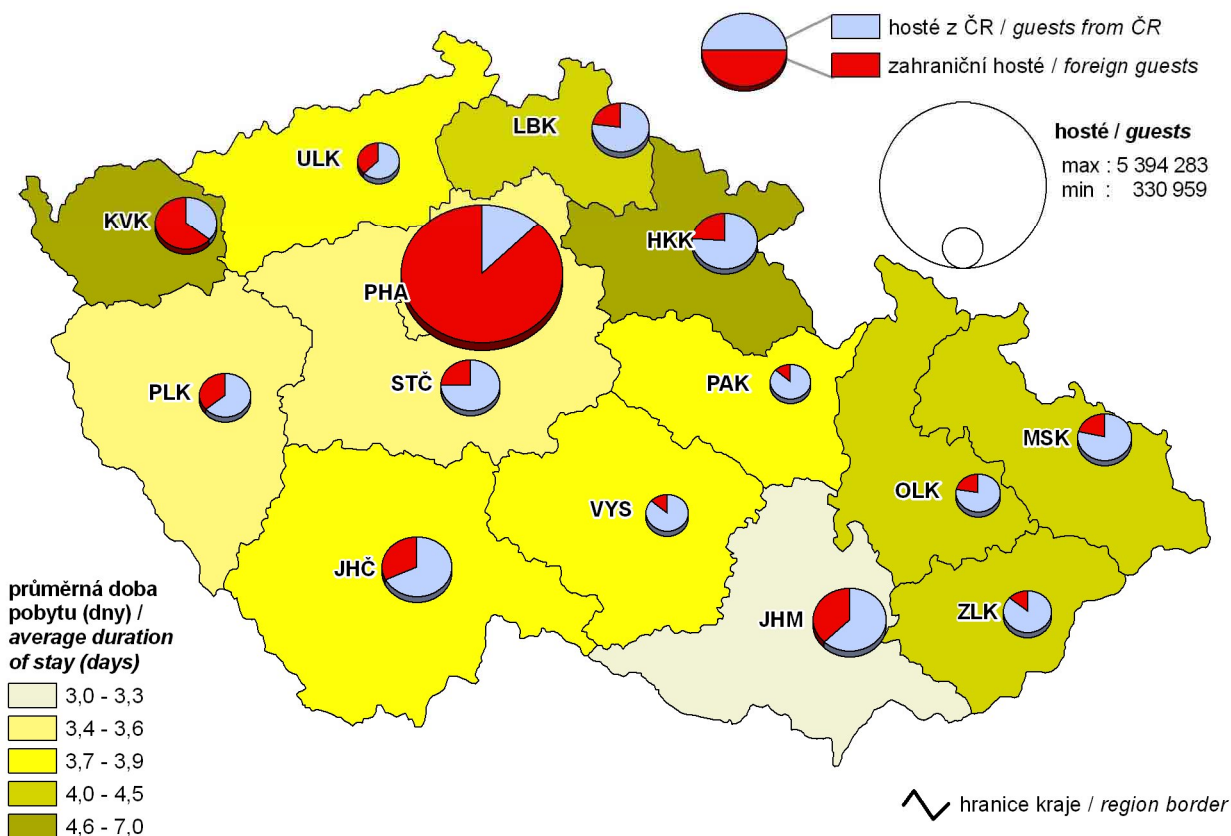 hosté z ČR / guests from ČR
zahraniční hosté / foreign guests
hosté / guests
max : 5 394 283
min : 330 959
LBK
ULK
KVK
HKK
PHA
STČ
PAK
PLK
MSK
OLK
VYS
JHČ
ZLK
JHM
průměrná doba
pobytu (dny) /
average duration
of stay (days)
3,0 - 3,3
3,4 - 3,6
3,7 - 3,9
4,0 - 4,5
4,6 - 7,0
hranice kraje / region border